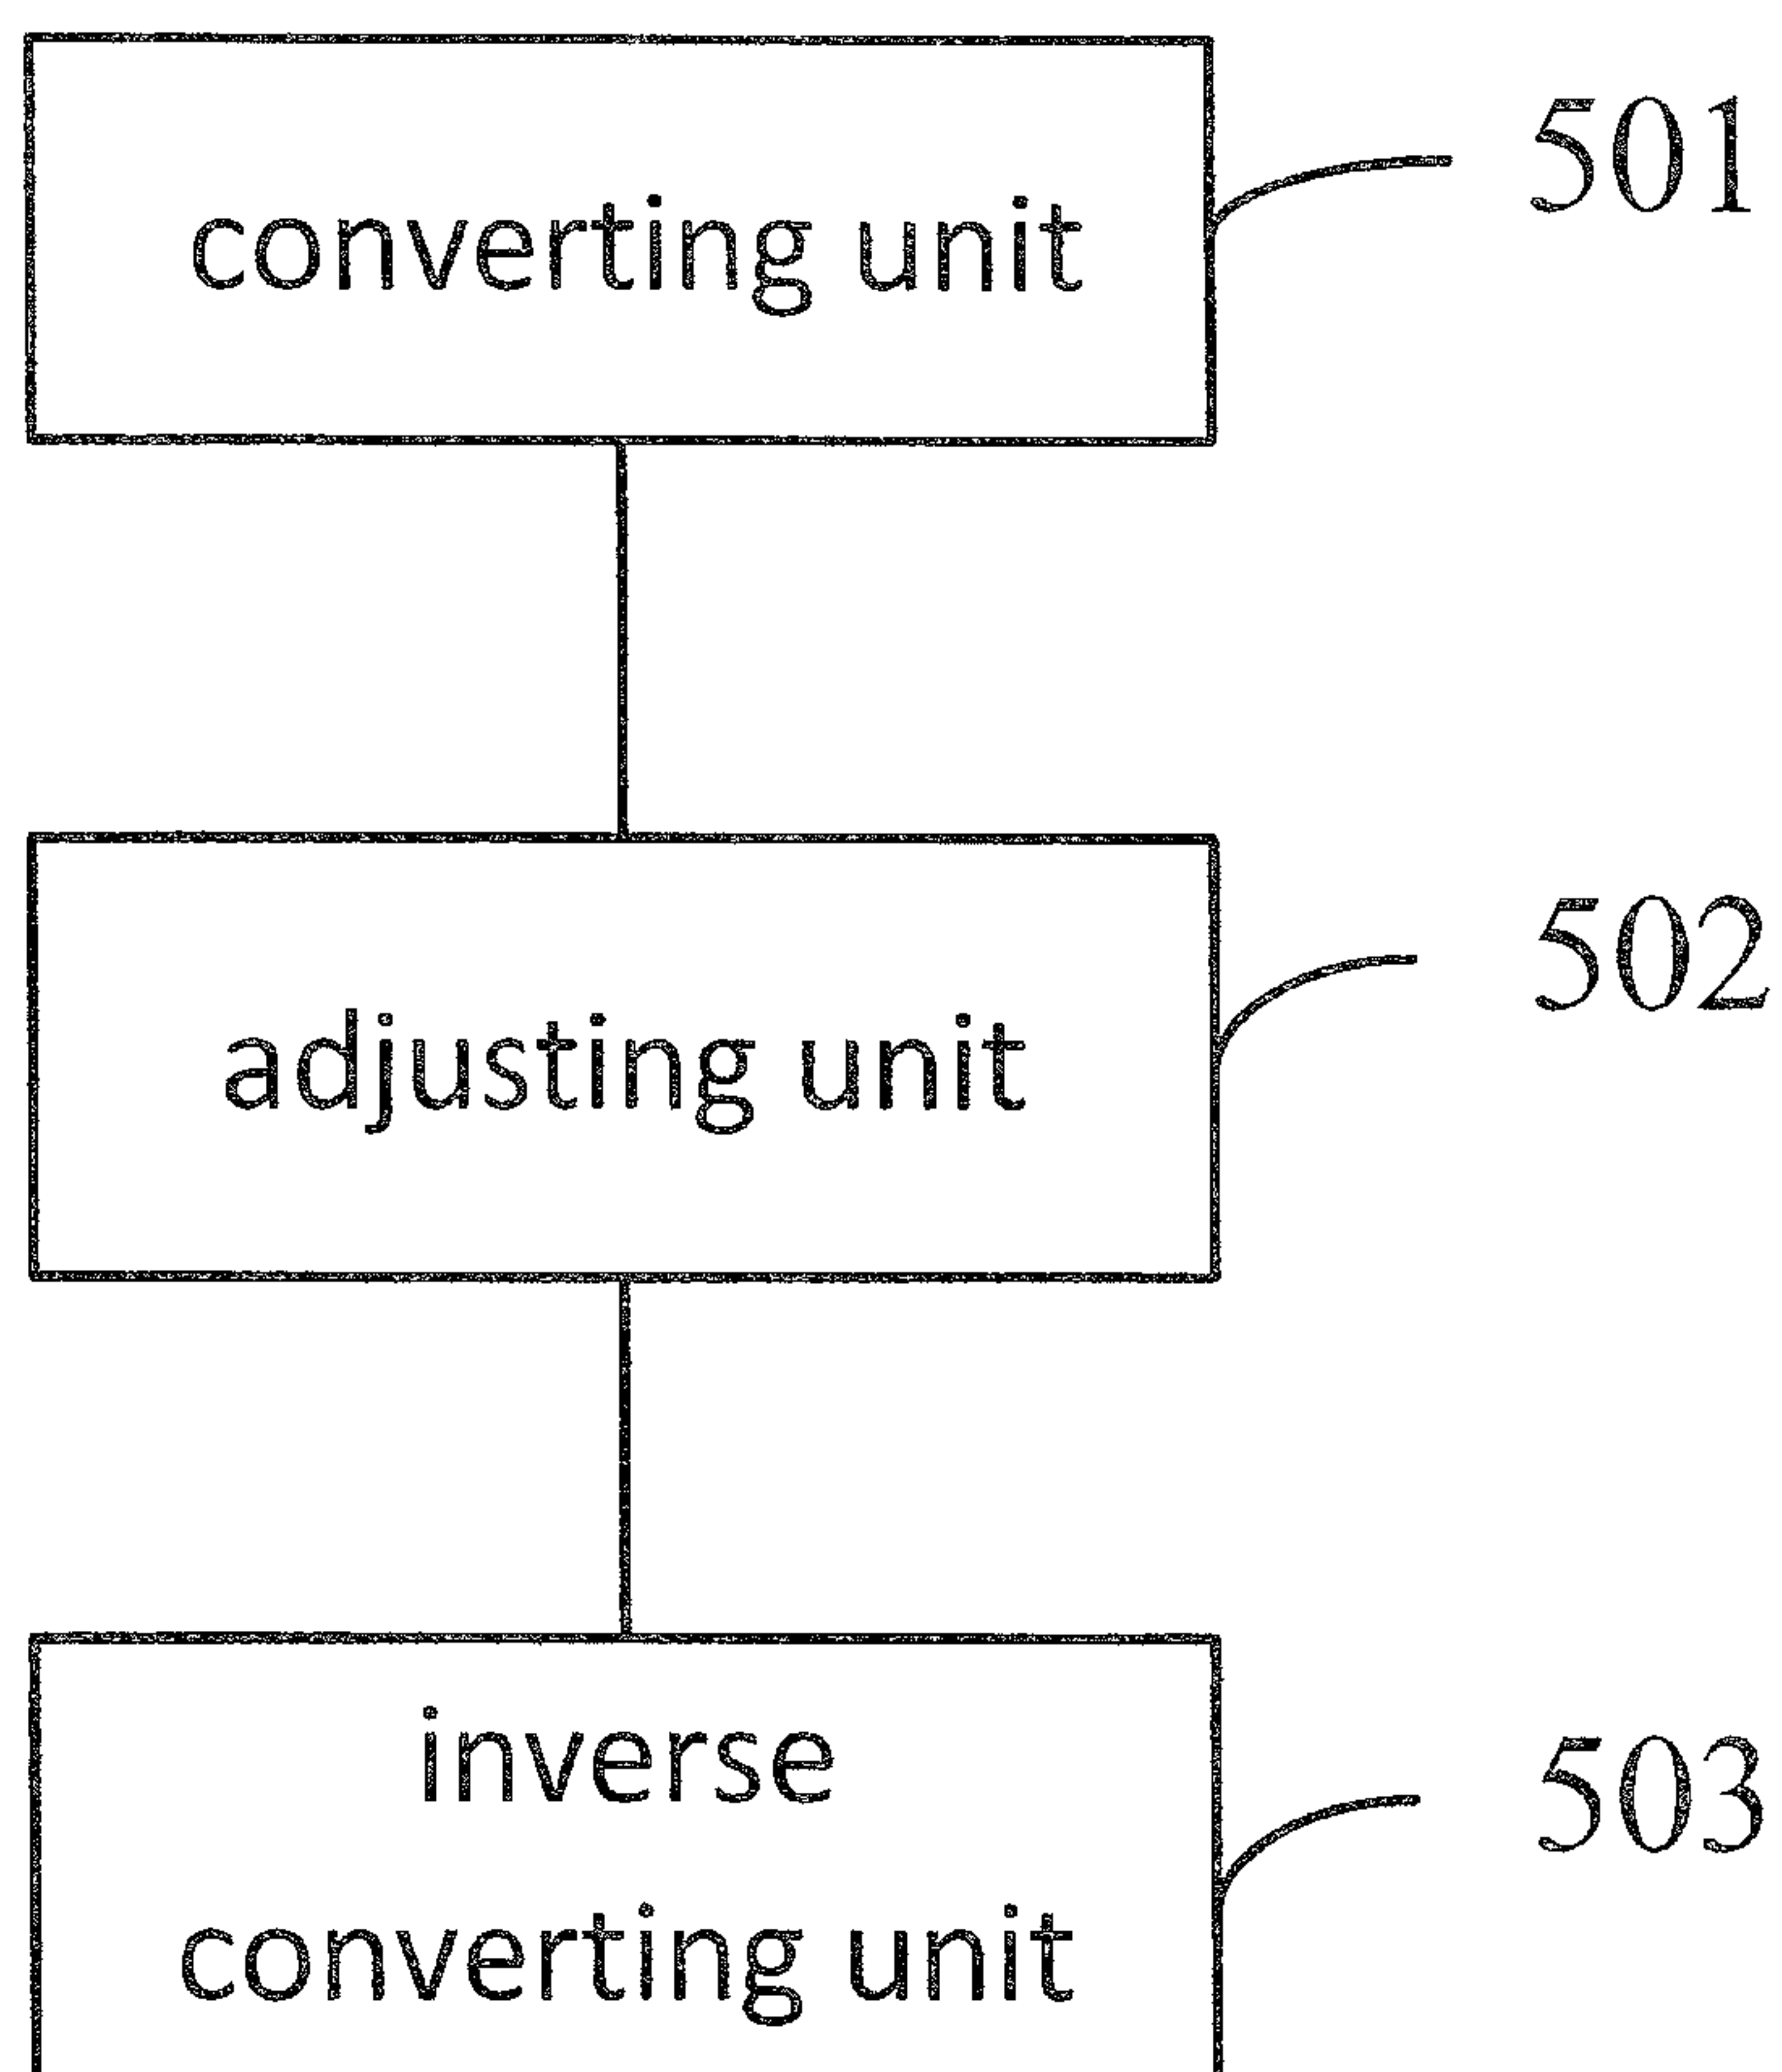 converting unit
501
adjusting unit
502
inverse
converting unit
503